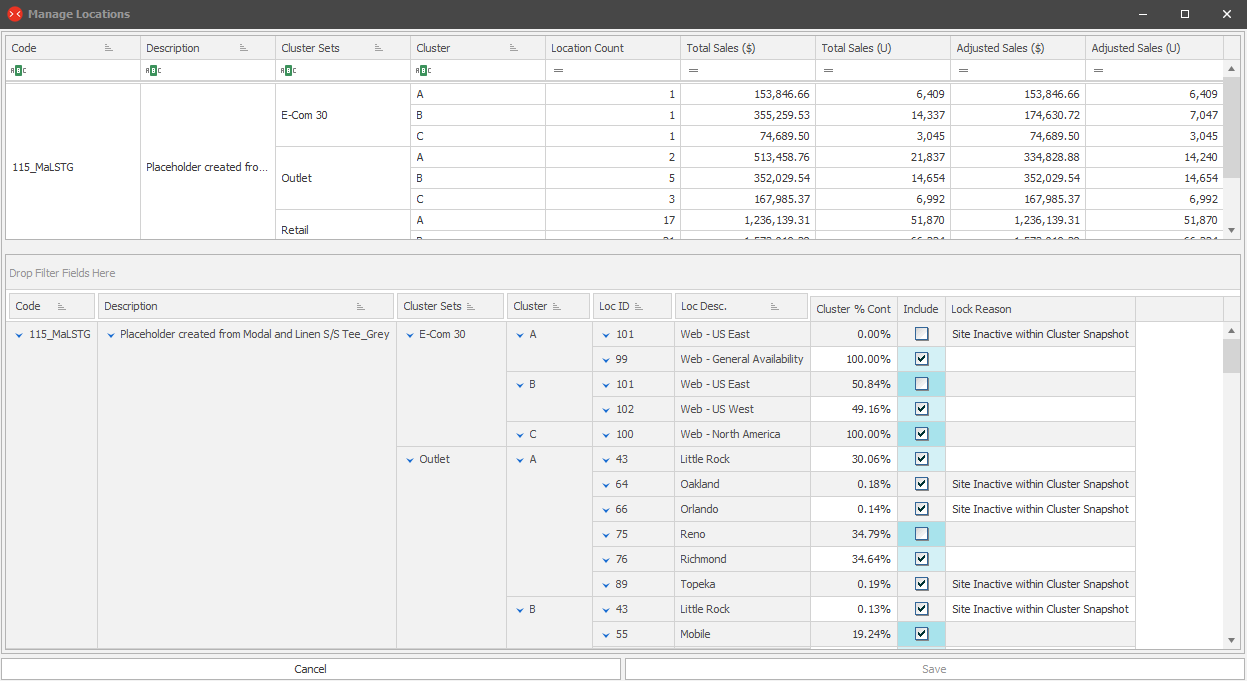 Manage Locations
Code Description Cluster Sets Cluster Location Count Total Sales ($) Total Sales (U) Adjusted Sales ($) Adjusted Sales (U)
ABC ABC ABC ABC = = = = =
A 1 153,846.66 6,409 153,846.66 6,409
E-Com 30 B 1 355,259.53 14,337 174,630.72 7,047
C 1 74,689.50 3,045 74,689.50 3,045
115_MaLSTG Placeholder created fro... Outlet A 2 513,458.76 21,837 334,828.88 14,240
B 5 352,029.54 14,654 352,029.54 14,654
C 3 167,985.37 6,992 167,985.37 6,992
Retail A 17 1,236,139.31 51,870 1,236,139.31 51,870
Drop Filter Fields Here
Code Description Cluster Sets Cluster Loc ID Loc Desc. Cluster % Cont Include Lock Reason
115_MaLSTG Placeholder created from Modal and Linen S/S Tee_Grey E-Com 30 A 101 Web - US East 0.00% Site Inactive within Cluster Snapshot
99 Web - General Availability 100.00%
B 101 Web - US East 50.84%
102 Web - US West 49.16%
C 100 Web - North America 100.00%
Outlet A 43 Little Rock 30.06%
64 Oakland 0.18% Site Inactive within Cluster Snapshot
66 Orlando 0.14% Site Inactive within Cluster Snapshot
75 Reno 34.79%
76 Richmond 34.64%
89 Topeka 0.19% Site Inactive within Cluster Snapshot
B 43 Little Rock 0.13% Site Inactive within Cluster Snapshot
55 Mobile 19.24%
Cancel Save